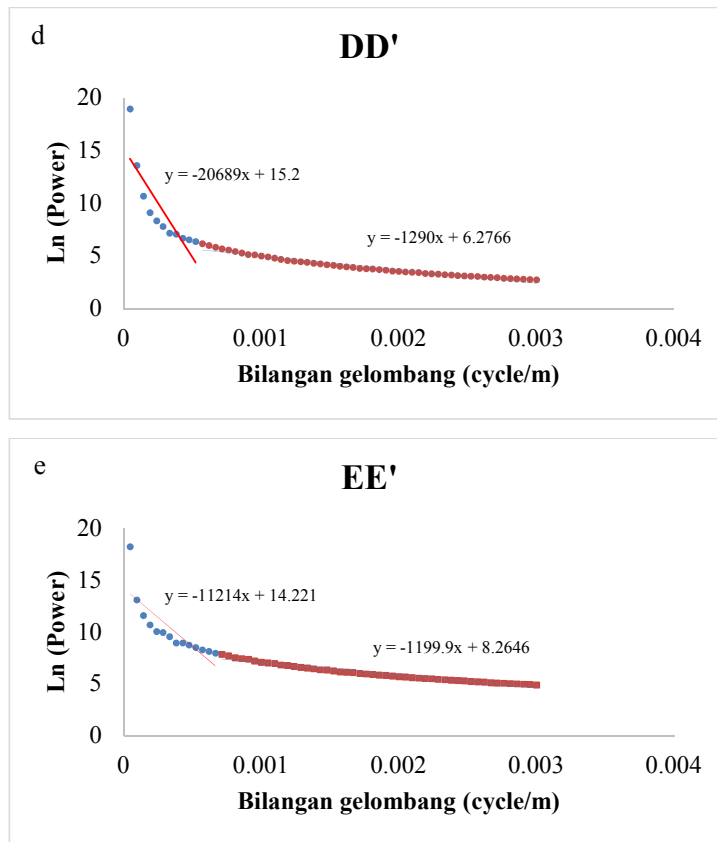 d
DD'
20
15
10
5
0
y = -20689x + 15.2
y = -1290x + 6.2766
Ln (Power)
0 0.001 0.002 0.003 0.004
Bilangan gelombang (cycle/m)
e
EE'
20
15
10
5
0
y = -11214x + 14.221
y = -1199.9x + 8.2646
Ln (Power)
0 0.001 0.002 0.003 0.004
Bilangan gelombang (cycle/m)